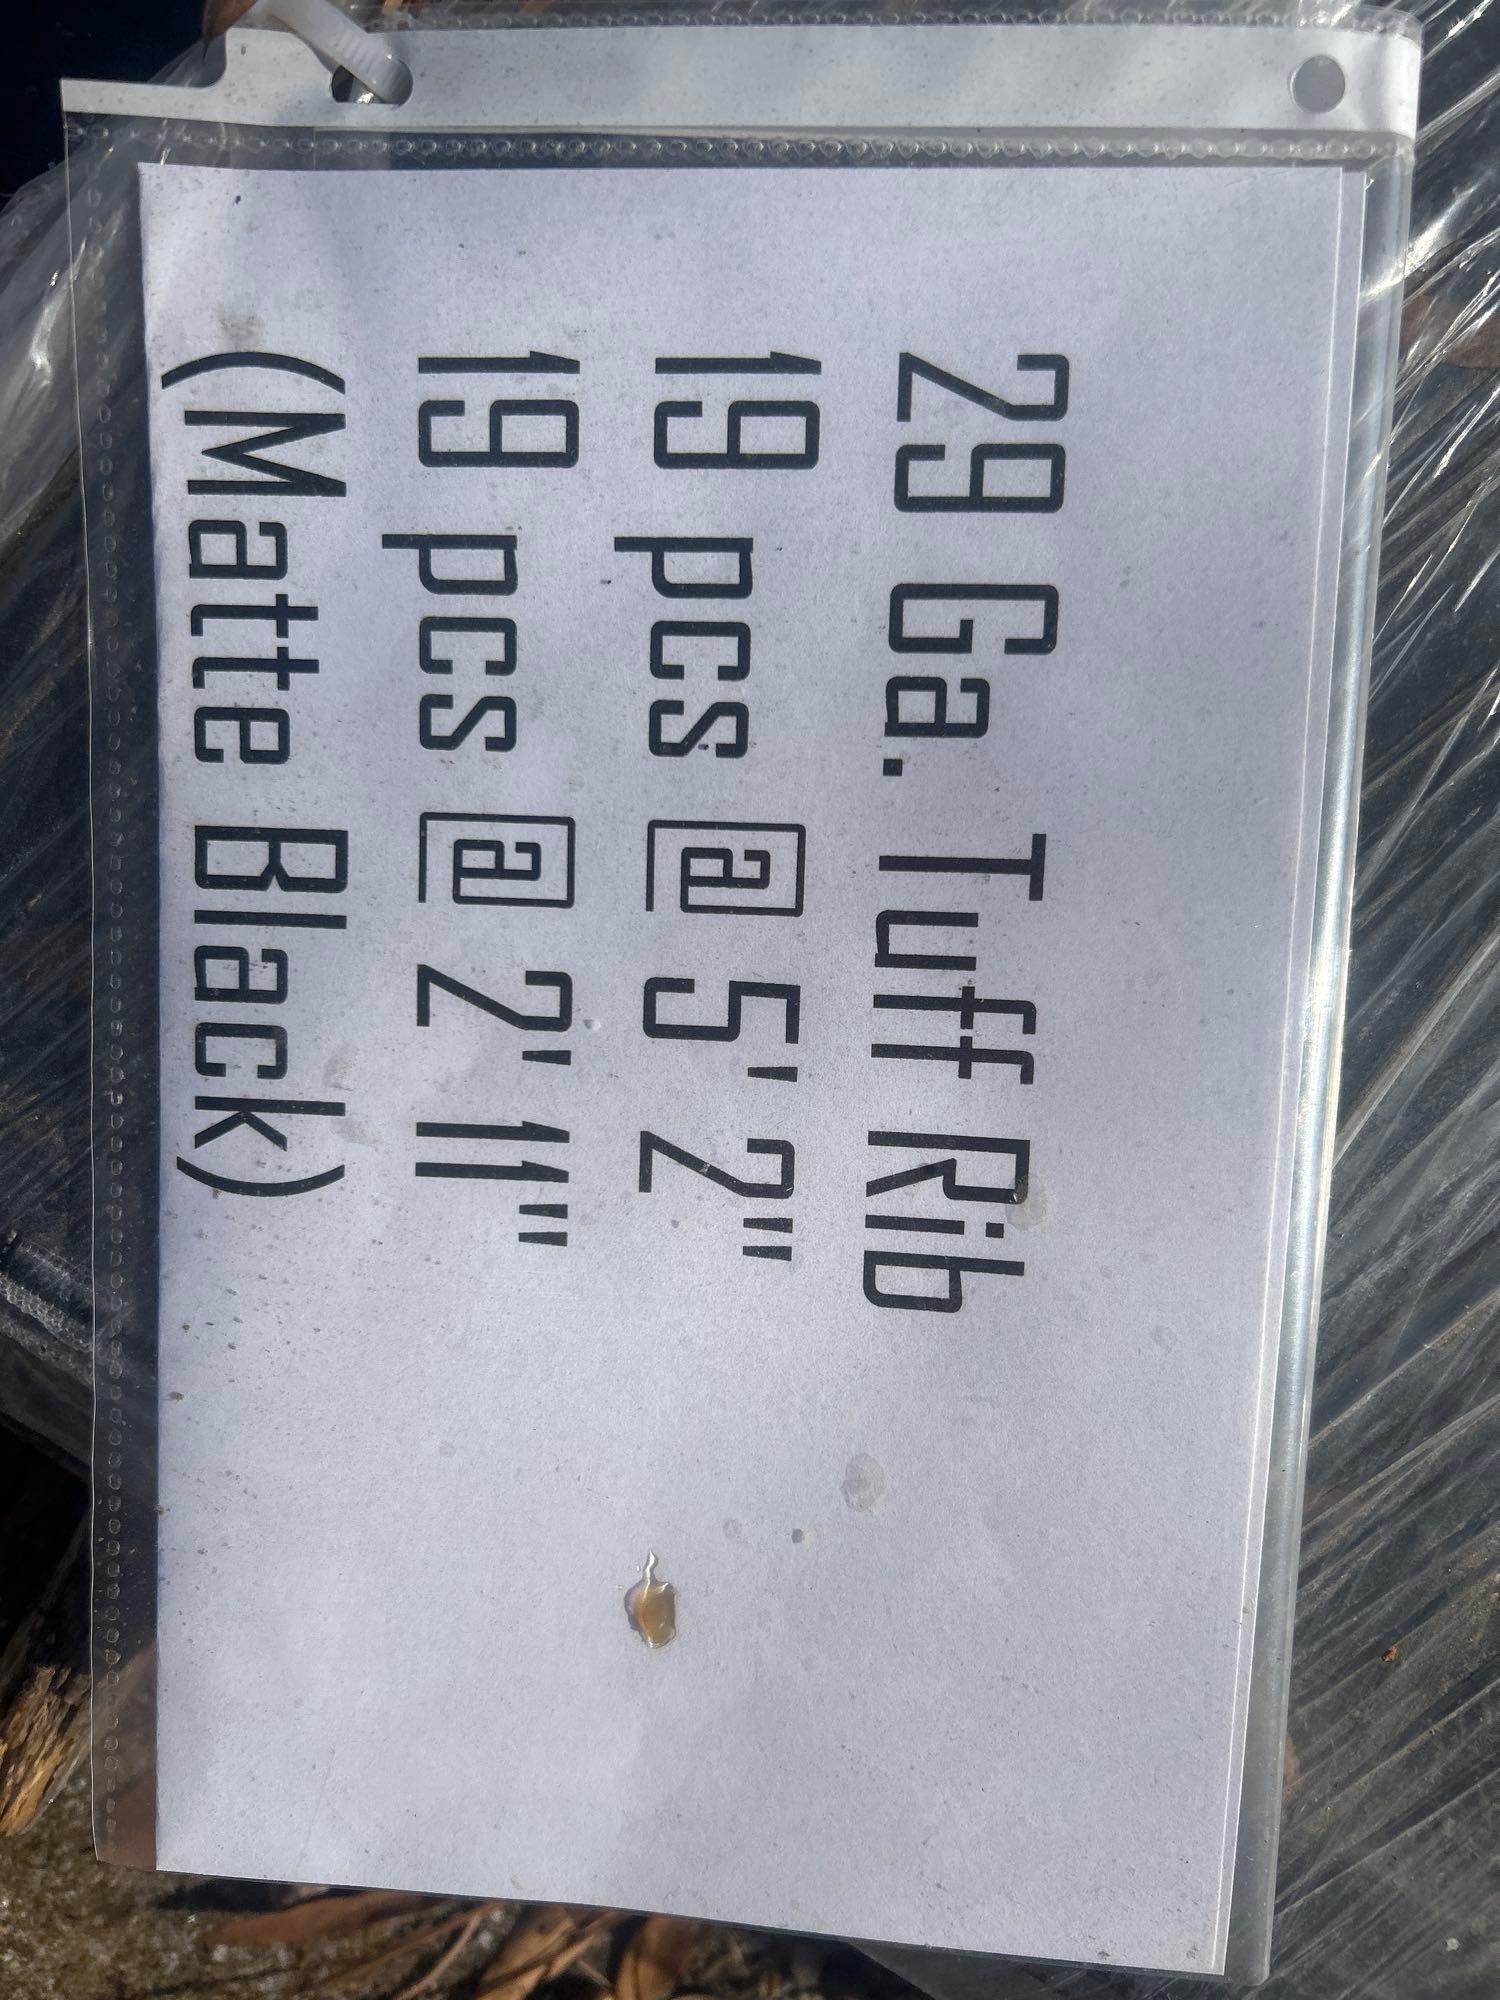 29 Ga. Tuff Rib
19 pcs @ 5' 2"
19 pcs @ 2' 11"
(Matte Black)